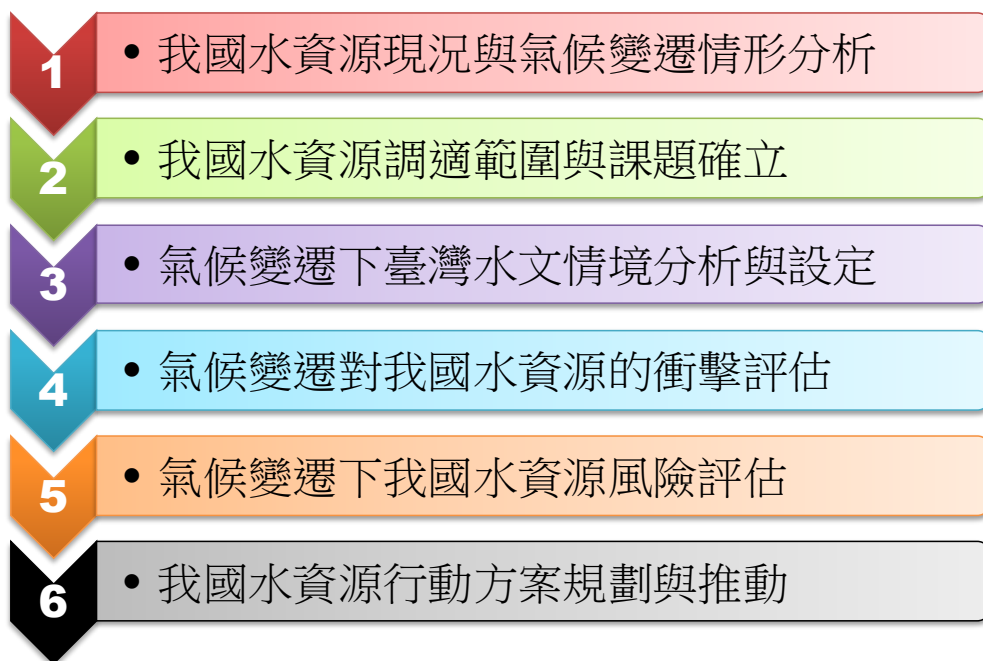 1 • 我國水資源現況與氣候變遷情形分析
2 • 我國水資源調適範圍與課題確立
3 • 氣候變遷下臺灣水文情境分析與設定
4 • 氣候變遷對我國水資源的衝擊評估
5 • 氣候變遷下我國水資源風險評估
6 • 我國水資源行動方案規劃與推動